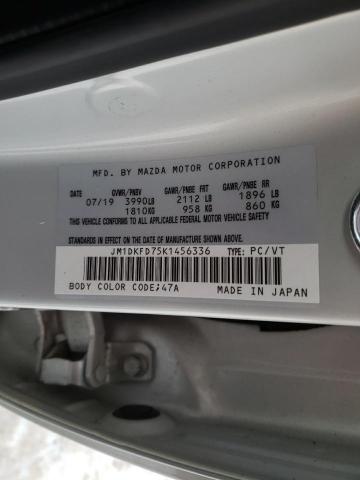 MFD. BY MAZDA MOTOR CORPORATION
GVWR/PNBV GAWR/PNBE FRT GAWR/PNBE RR
07/19 3990LB 2112 LB 1896 LB
1810KG 958 KG 860 KG
THIS VEHICLE CONFORMS TO ALL APPLICABLE FEDERAL MOTOR VEHICLE SAFETY
STANDARDS IN EFFECT ON THE DATE OF MANUFACTURE SHOWN ABOVE.
JM1DKFD75K1456336 TYPE: PC/VT
BODY COLOR CODE;47A MADE IN JAPAN